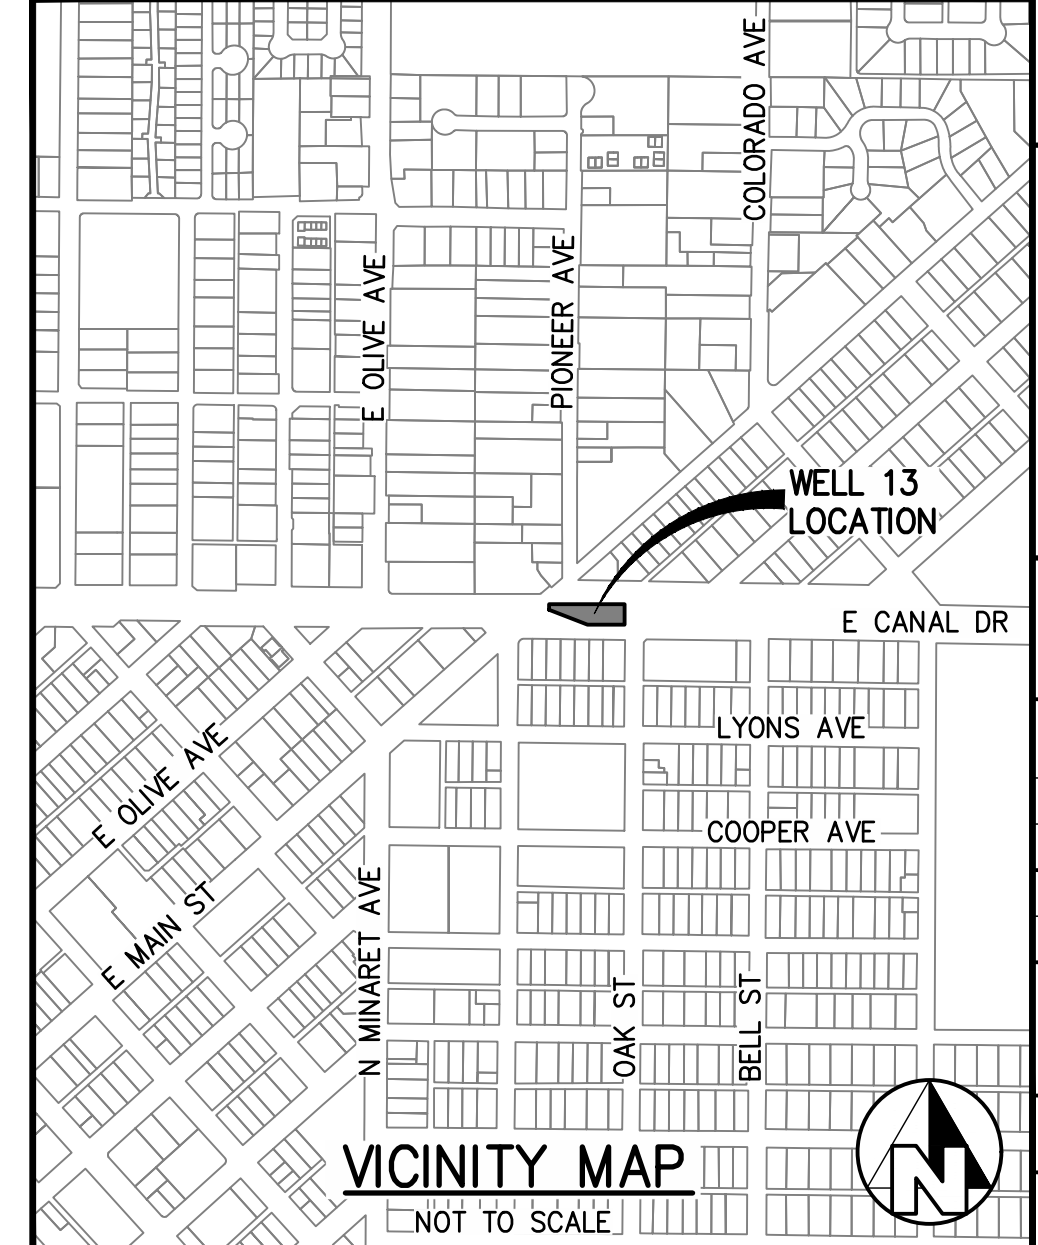 COLORADO AVE
E OLIVE AVE
PIONEER AVE
WELL 13
LOCATION
E CANAL DR
LYONS AVE
E OLIVE AVE
COOPER AVE
E MAIN ST
N MINARET AVE
OAK ST
BELL ST
VICINITY MAP
N
NOT TO SCALE